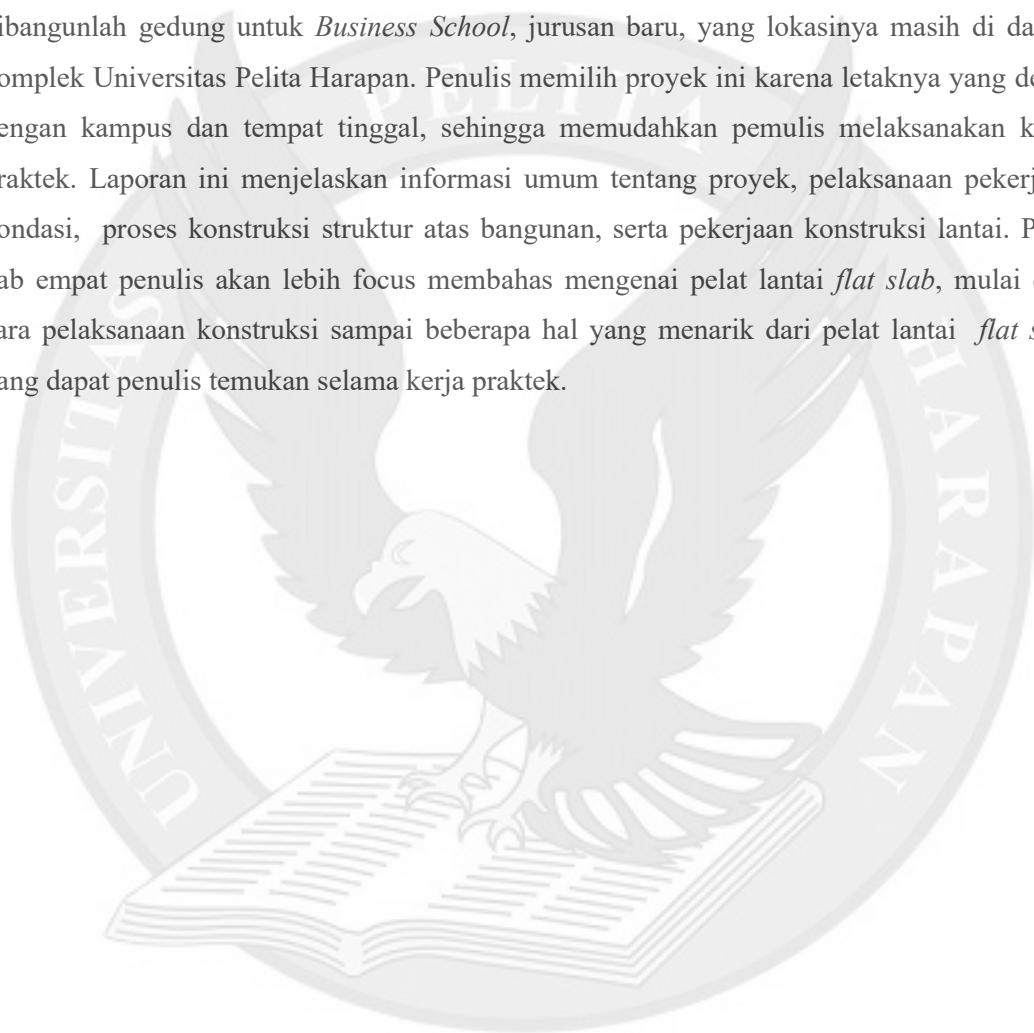 ibangunlah gedung untuk Business School, jurusan baru, yang lokasinya masih di da
omplek Universitas Pelita Harapan. Penulis memilih proyek ini karena letaknya yang de
engan kampus dan tempat tinggal, sehingga memudahkan pemulis melaksanakan k
raktek. Laporan ini menjelaskan informasi umum tentang proyek, pelaksanaan pekerj
ondasi, proses konstruksi struktur atas bangunan, serta pekerjaan konstruksi lantai. P
ab empat penulis akan lebih focus membahas mengenai pelat lantai flat slab, mulai
ara pelaksanaan konstruksi sampai beberapa hal yang menarik dari pelat lantai flat s
ang dapat penulis temukan selama kerja praktek.
UNIVERSITAS PELITA HARAPAN